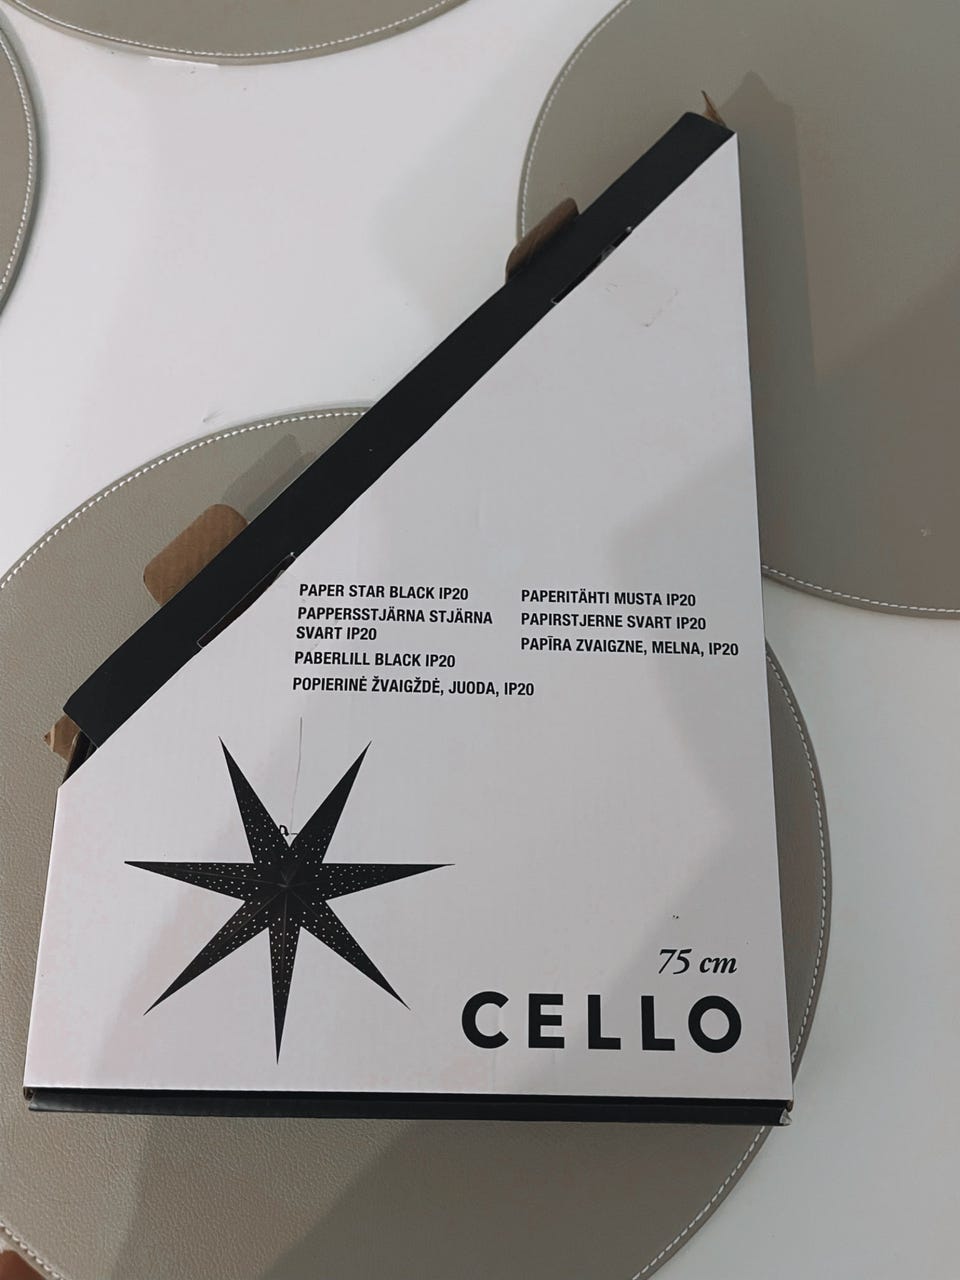 PAPER STAR BLACK IP20
PAPPERSSTJÄRNA STJÄRNA
SVART IP20
PABERLILL BLACK IP20
POPIERINĖ ŽVAIGŽDĖ, JUODA, IP20
PAPERITÄHTI MUSTA IP20
PAPIRSTJERNE SVART IP20
PAPĪRA ZVAIGZNE, MELNA, IP20
75 cm
CELLO